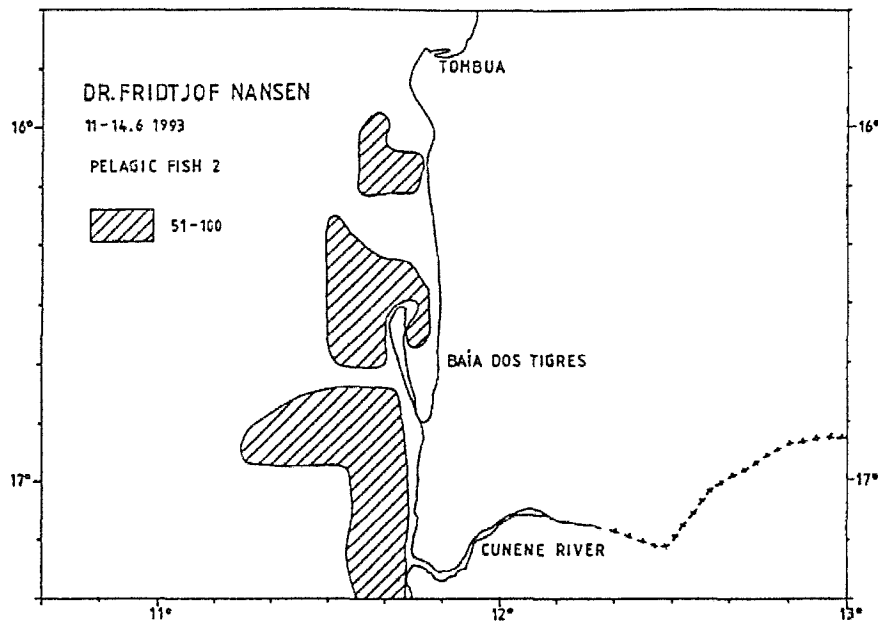 TOMBUA
DR. FRIDTJOF NANSEN
11-14.6 1993
16°
16°
PELAGIC FISH 2
51-100
BAÍA DOS TIGRES
17°
17°
CUNENE RIVER
11°
12°
13°